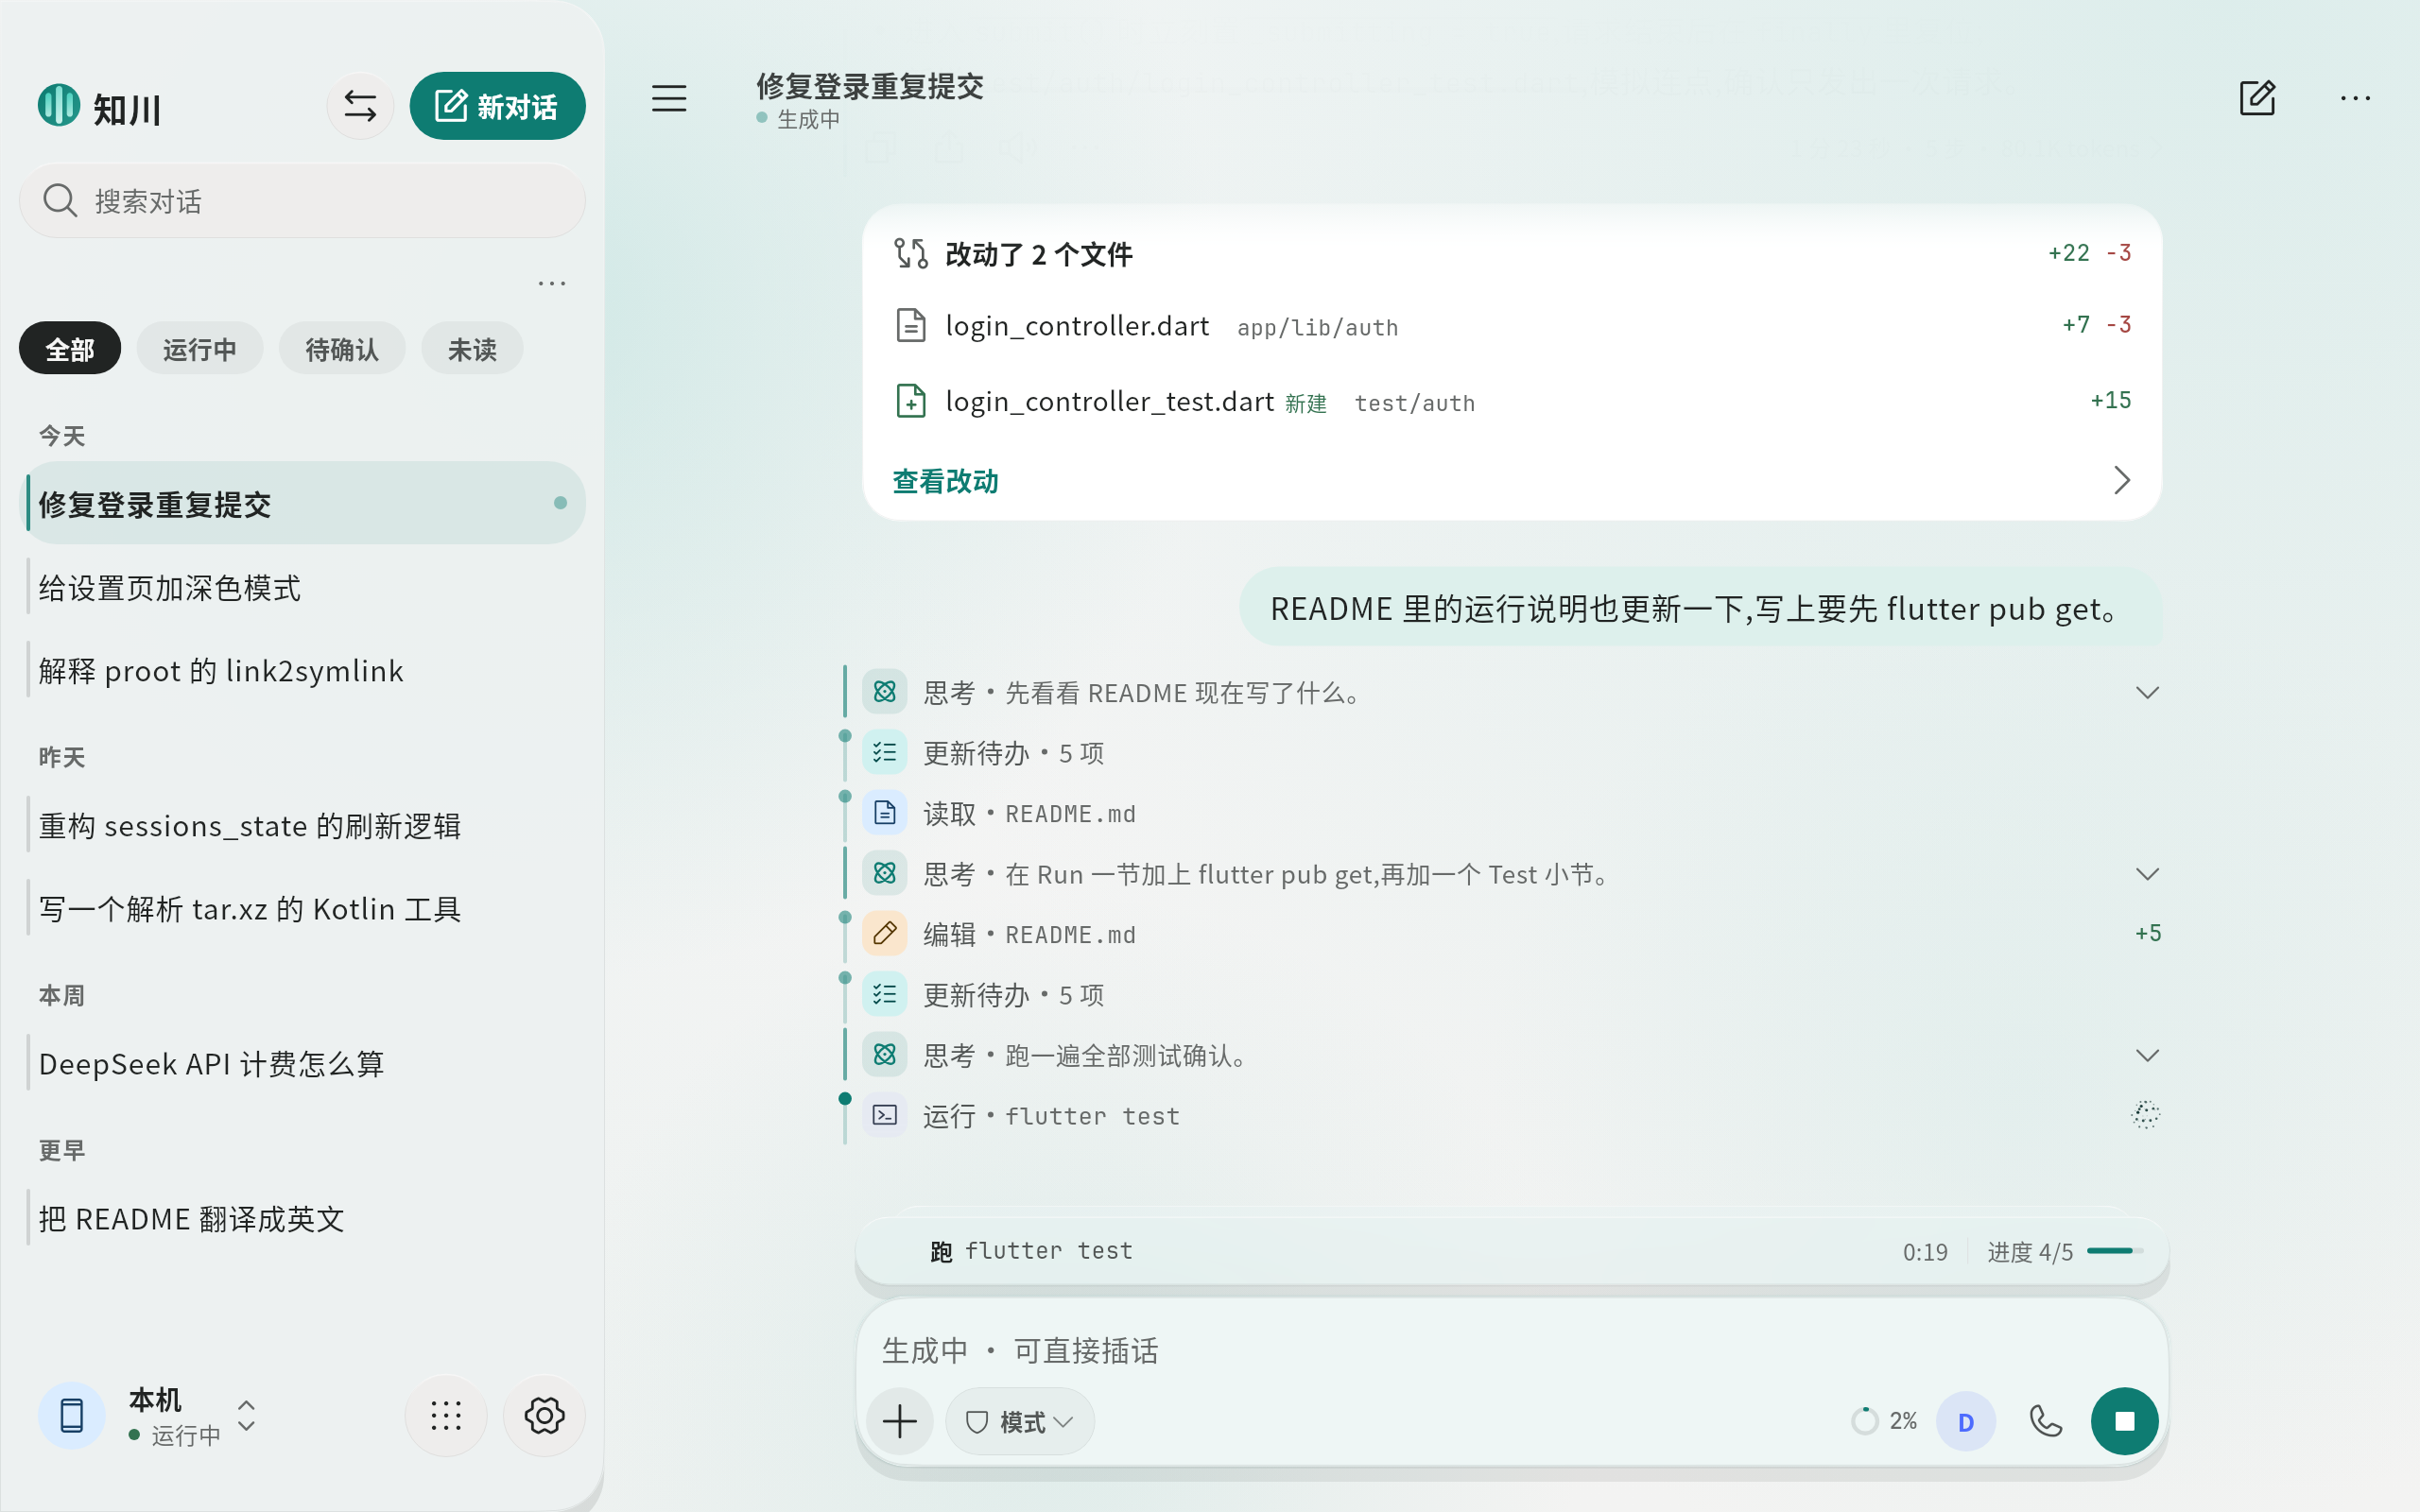 知川
新对话
搜索对话
全部 运行中 待确认 未读
今天
修复登录重复提交
给设置页加深色模式
解释 proot 的 link2symlink
昨天
重构 sessions_state 的刷新逻辑
写一个解析 tar.xz 的 Kotlin 工具
本周
DeepSeek API 计费怎么算
更早
把 README 翻译成英文
本机
运行中
修复登录重复提交
生成中
改动了 2 个文件 +22 -3
login_controller.dart app/lib/auth +7 -3
login_controller_test.dart 新建 test/auth +15
查看改动
README 里的运行说明也更新一下,写上要先 flutter pub get。
思考・先看看 README 现在写了什么。
更新待办・5 项
读取・README.md
思考・在 Run 一节加上 flutter pub get,再加一个 Test 小节。
编辑・README.md +5
更新待办・5 项
思考・跑一遍全部测试确认。
运行・flutter test
跑 flutter test 0:19 进度 4/5
生成中 · 可直接插话
模式 2% D